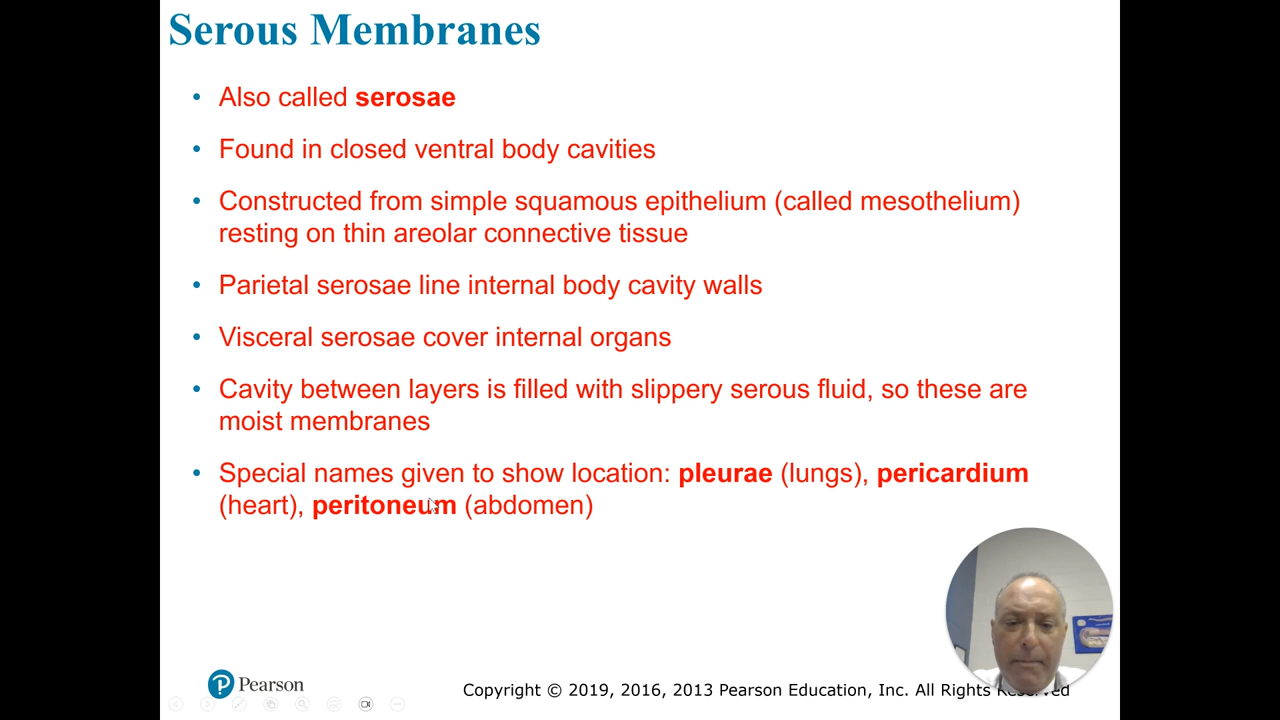 Serous Membranes
• Also called serosae
• Found in closed ventral body cavities
• Constructed from simple squamous epithelium (called mesothelium)
resting on thin areolar connective tissue
• Parietal serosae line internal body cavity walls
• Visceral serosae cover internal organs
• Cavity between layers is filled with slippery serous fluid, so these are
moist membranes
• Special names given to show location: pleurae (lungs), pericardium
(heart), peritoneum (abdomen)
Pearson
Copyright © 2019, 2016, 2013 Pearson Education, Inc. All Rights Reserved